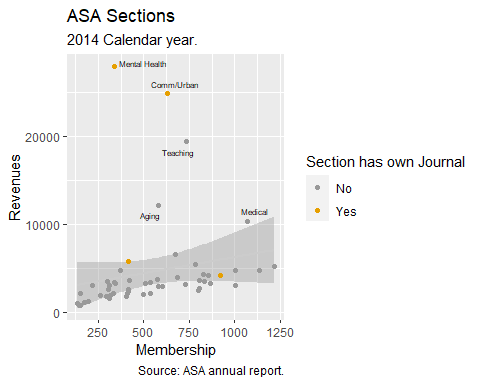 ASA Sections
2014 Calendar year.
Mental Health
Comm/Urban
Teaching
Aging
Medical
20000
10000
0
Revenues
250 500 750 1000 1250
Membership
Section has own Journal
No
Yes
Source: ASA annual report.